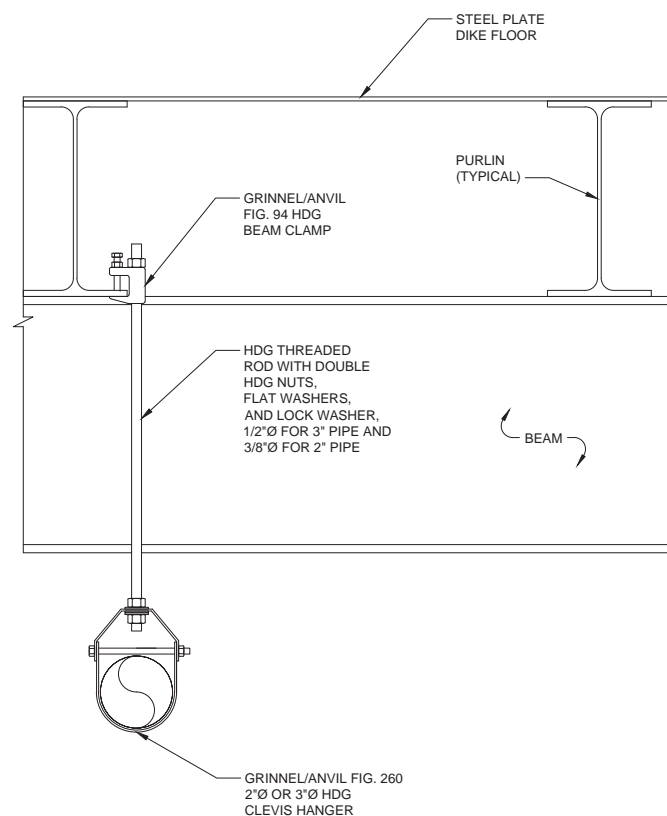 STEEL PLATE
DIKE FLOOR
PURLIN
(TYPICAL)
GRINNEL/ANVIL
FIG. 94 HDG
BEAM CLAMP
HDG THREADED
ROD WITH DOUBLE
HDG NUTS,
FLAT WASHERS,
AND LOCK WASHER,
1/2"Ø FOR 3" PIPE AND
3/8"Ø FOR 2" PIPE
BEAM
GRINNEL/ANVIL FIG. 260
2"Ø OR 3"Ø HDG
CLEVIS HANGER